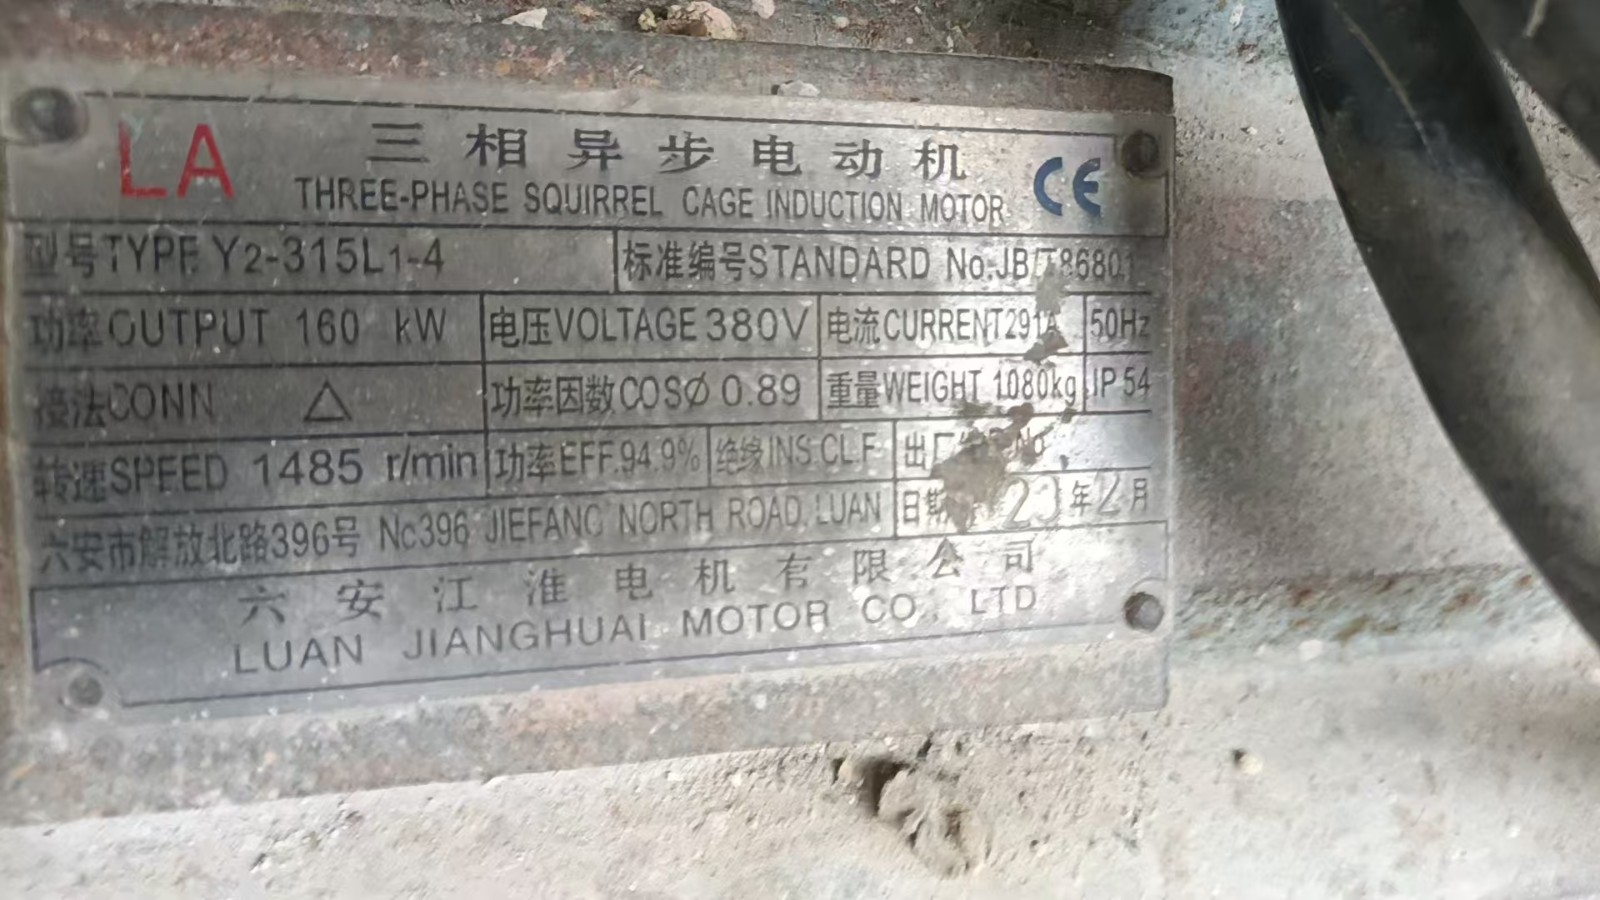 LA 三相异步电动机 CE
THREE-PHASE SQUIRREL CAGE INDUCTION MOTOR
型号TYPE Y2-315L1-4 标准编号STANDARD No.JB/T8680.1
功率OUTPUT 160 kW 电压VOLTAGE 380V 电流CURRENT291A 50Hz
接法CONN △ 功率因数COSØ 0.89 重量WEIGHT 1080kg IP54
转速SPEED 1485 r/min 功率EFF.94.9% 绝缘INS.CL.F 出厂 No
六安市解放北路396号 No396 JIEFANG NORTH ROAD, LUAN 日期 年2月
六安江淮电机有限公司
LUAN JIANGHUAI MOTOR CO., LTD